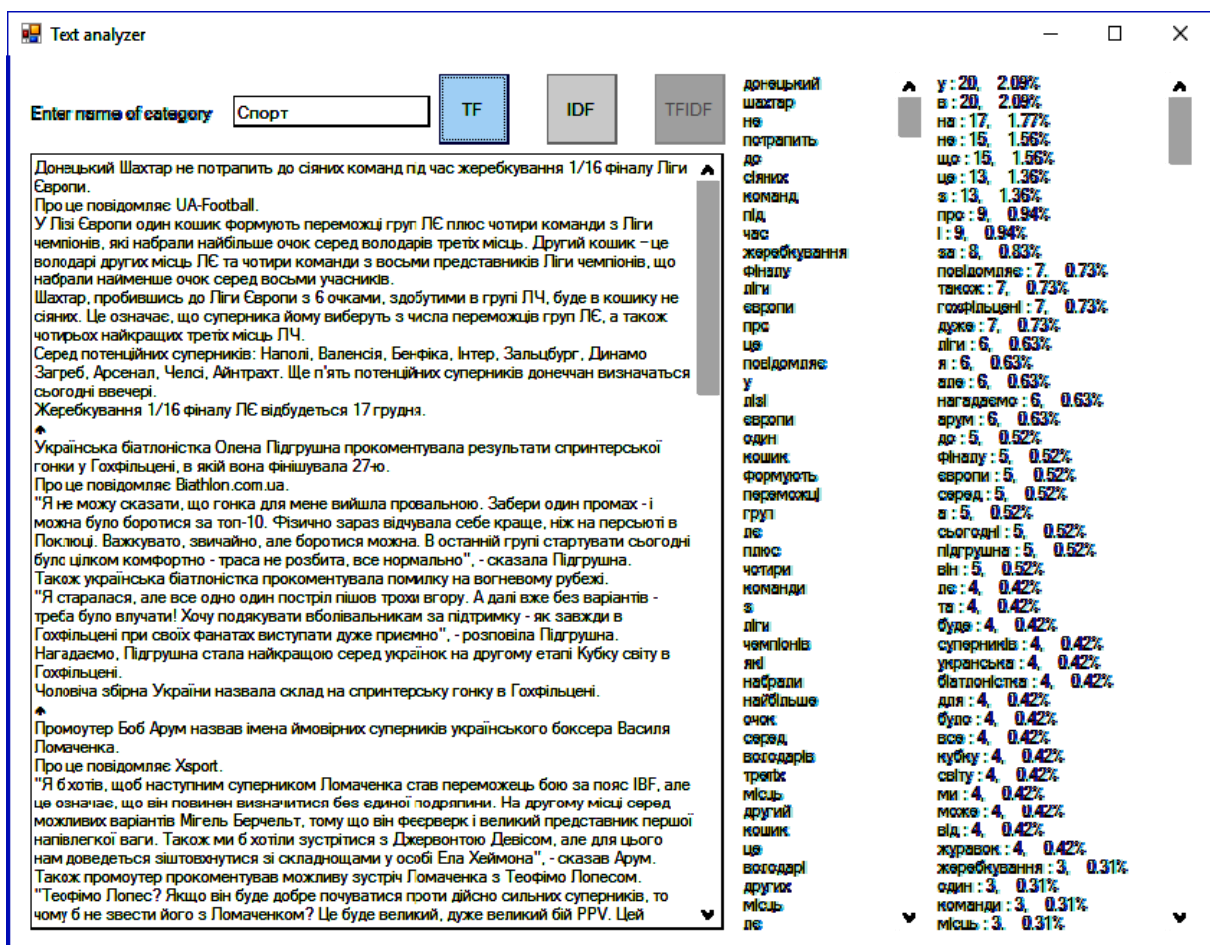 Text analyzer
Enter name of category
Спорт
TF
IDF
TFIDF
Донецький Шахтар не потрапить до сіяних команд під час жеребкування 1/16 фіналу Ліги
Європи.
Про це повідомляє UA-Football.
У Лізі Європи один кошик формують переможці груп ЛЄ плюс чотири команди з Ліги
чемпіонів, які набрали найбільше очок серед володарів третіх місць. Другий кошик – це
володарі других місць ЛЄ та чотири команди з восьми представників Ліги чемпіонів, що
набрали найменше очок серед восьми учасників.
Шахтар, пробившись до Ліги Європи з 6 очками, здобутими в групі ЛЧ, буде в кошику не
сіяних. Це означає, що суперника йому виберуть з числа переможців груп ЛЄ, а також
чотирьох найкращих третіх місць ЛЧ.
Серед потенційних суперників: Наполі, Валенсія, Бенфіка, Інтер, Зальцбург, Динамо
Загреб, Арсенал, Челсі, Айнтрахт. Ще п'ять потенційних суперників донеччан визначаться
сьогодні ввечері.
Жеребкування 1/16 фіналу ЛЄ відбудеться 17 грудня.
Українська біатлоністка Олена Підгрушна прокоментувала результати спринтерської
гонки у Гохфільцені, в якій вона фінішувала 27-ю.
Про це повідомляє Biathlon.com.ua.
"Я не можу сказати, що гонка для мене вийшла провальною. Забери один промах - і
можна було боротися за топ-10. Фізично зараз відчувала себе краще, ніж на персьюті в
Поклюці. Важкувато, звичайно, але боротися можна. В останній групі стартувати сьогодні
було цілком комфортно - траса не розбита, все нормально", - сказала Підгрушна.
Також українська біатлоністка прокоментувала помилку на вогневому рубежі.
"Я старалася, але все одно один постріл пішов трохи вгору. А далі вже без варіантів -
треба було влучати! Хочу подякувати вболівальникам за підтримку - як завжди в
Гохфільцені при своїх фанатах виступати дуже приємно", - розповіла Підгрушна.
Нагадаємо, Підгрушна стала найкращою серед українок на другому етапі Кубку світу в
Гохфільцені.
Чоловіча збірна України назвала склад на спринтерську гонку в Гохфільцені.
Промоутер Боб Арум назвав імена ймовірних суперників українського боксера Василя
Ломаченка.
Про це повідомляє Xsport.
"Я б хотів, щоб наступним суперником Ломаченка став переможець бою за пояс IBF, але
це означає, що він повинен визначитися без єдиної подряпини. На другому місці серед
можливих варіантів Мігель Берчельт, тому що він феєрверк і великий представник першої
напівлегкої ваги. Також ми б хотіли зустрітися з Джервонтою Девісом, але для цього
нам доведеться зіштовхнутися зі складнощами у особі Ела Хеймона", - сказав Арум.
Також промоутер прокоментував можливу зустріч Ломаченка з Теофімо Лопесом.
"Теофімо Лопес? Якщо він буде добре почуватися проти дійсно сильних суперників, то
чому б не звести його з Ломаченком? Це буде великий, дуже великий бій PPV. Цей
донецький
шахтар
не
потрапить
до
сіяних
команд
під
час
жеребкування
фіналу
ліги
європи
про
це
повідомляє
у
лізі
європи
один
кошик
формують
переможці
груп
лє
плюс
чотири
команди
з
ліги
чемпіонів
які
набрали
найбільше
очок
серед
володарів
третіх
місць
другий
кошик
це
володарі
других
місць
лє
у : 20, 2.09%
в : 20, 2.09%
на : 17, 1.77%
не : 15, 1.56%
що : 15, 1.56%
це : 13, 1.36%
з : 13, 1.36%
про : 9, 0.94%
і : 9, 0.94%
за : 8, 0.83%
повідомляє : 7, 0.73%
також : 7, 0.73%
гохфільцені : 7, 0.73%
дуже : 7, 0.73%
ліги : 6, 0.63%
я : 6, 0.63%
але : 6, 0.63%
нагадаємо : 6, 0.63%
арум : 6, 0.63%
до : 5, 0.52%
фіналу : 5, 0.52%
європи : 5, 0.52%
серед : 5, 0.52%
а : 5, 0.52%
сьогодні : 5, 0.52%
підгрушна : 5, 0.52%
він : 5, 0.52%
лє : 4, 0.42%
та : 4, 0.42%
буде : 4, 0.42%
суперників : 4, 0.42%
українська : 4, 0.42%
біатлоністка : 4, 0.42%
для : 4, 0.42%
було : 4, 0.42%
все : 4, 0.42%
кубку : 4, 0.42%
світу : 4, 0.42%
ми : 4, 0.42%
може : 4, 0.42%
від : 4, 0.42%
журавок : 4, 0.42%
жеребкування : 3, 0.31%
один : 3, 0.31%
команди : 3, 0.31%
місць : 3, 0.31%